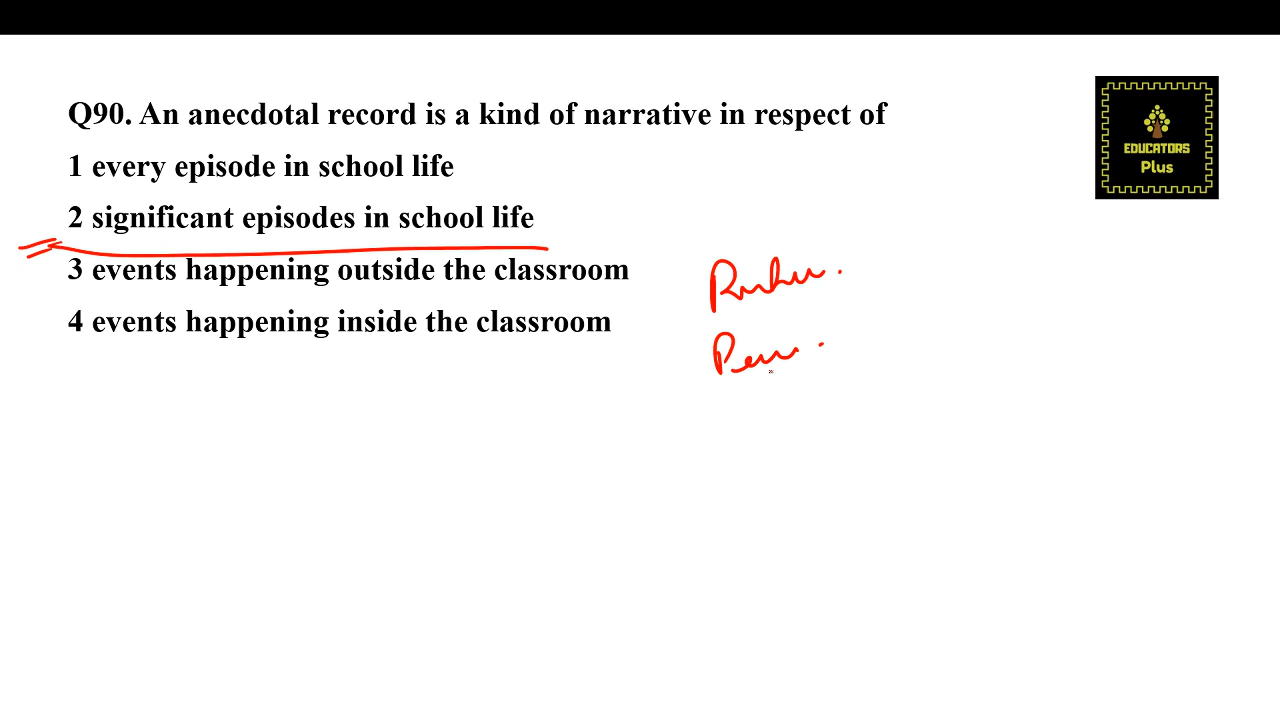 Q90. An anecdotal record is a kind of narrative in respect of
1 every episode in school life
2 significant episodes in school life
3 events happening outside the classroom
4 events happening inside the classroom
EDUCATORS
Plus